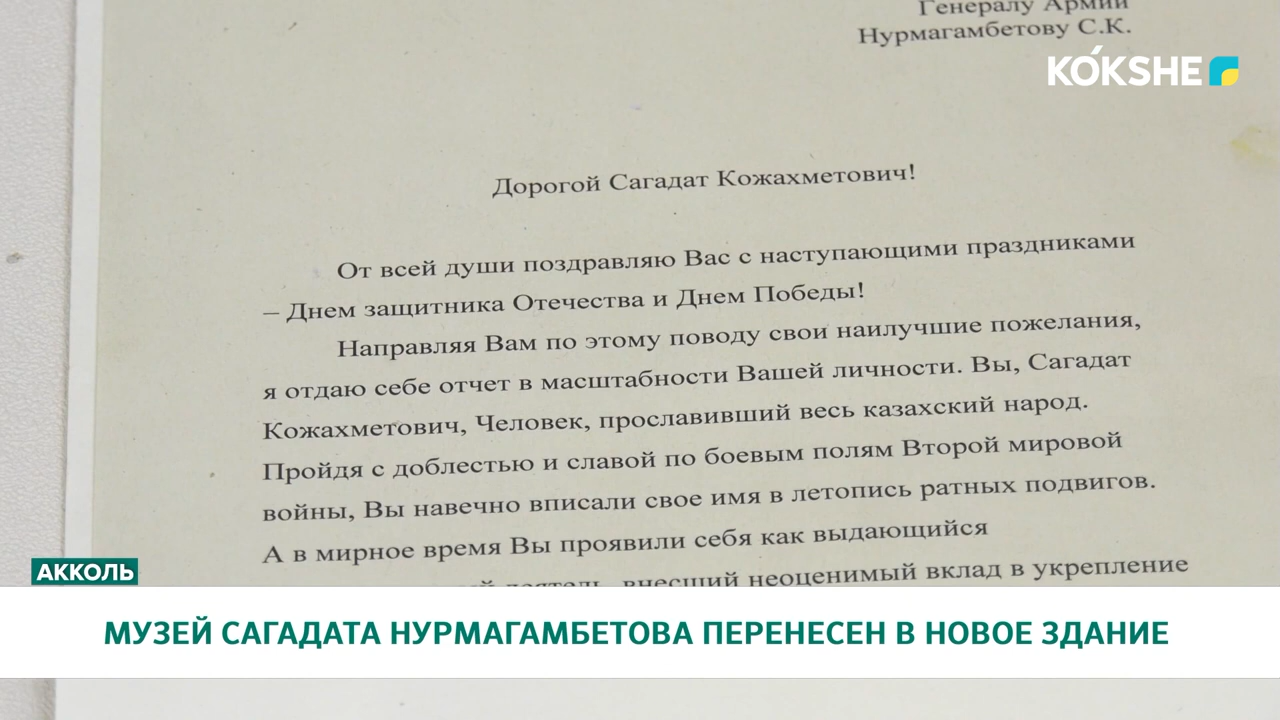 Генералу Армии
Нурмагамбетову С.К.
KÓKSHE
Дорогой Сагадат Кожахметович!
От всей души поздравляю Вас с наступающими праздниками
– Днем защитника Отечества и Днем Победы!
Направляя Вам по этому поводу свои наилучшие пожелания,
я отдаю себе отчет в масштабности Вашей личности. Вы, Сагадат
Кожахметович, Человек, прославивший весь казахский народ.
Пройдя с доблестью и славой по боевым полям Второй мировой
войны, Вы навечно вписали свое имя в летопись ратных подвигов.
А в мирное время Вы проявили себя как выдающийся
деятель, внесший неоценимый вклад в укрепление
АККОЛЬ
МУЗЕЙ САГАДАТА НУРМАГАМБЕТОВА ПЕРЕНЕСЕН В НОВОЕ ЗДАНИЕ